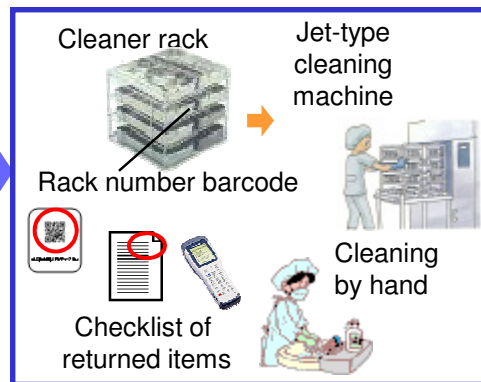 Cleaner rack
Jet-type
cleaning
machine
Rack number barcode
Cleaning
by hand
Checklist of
returned items